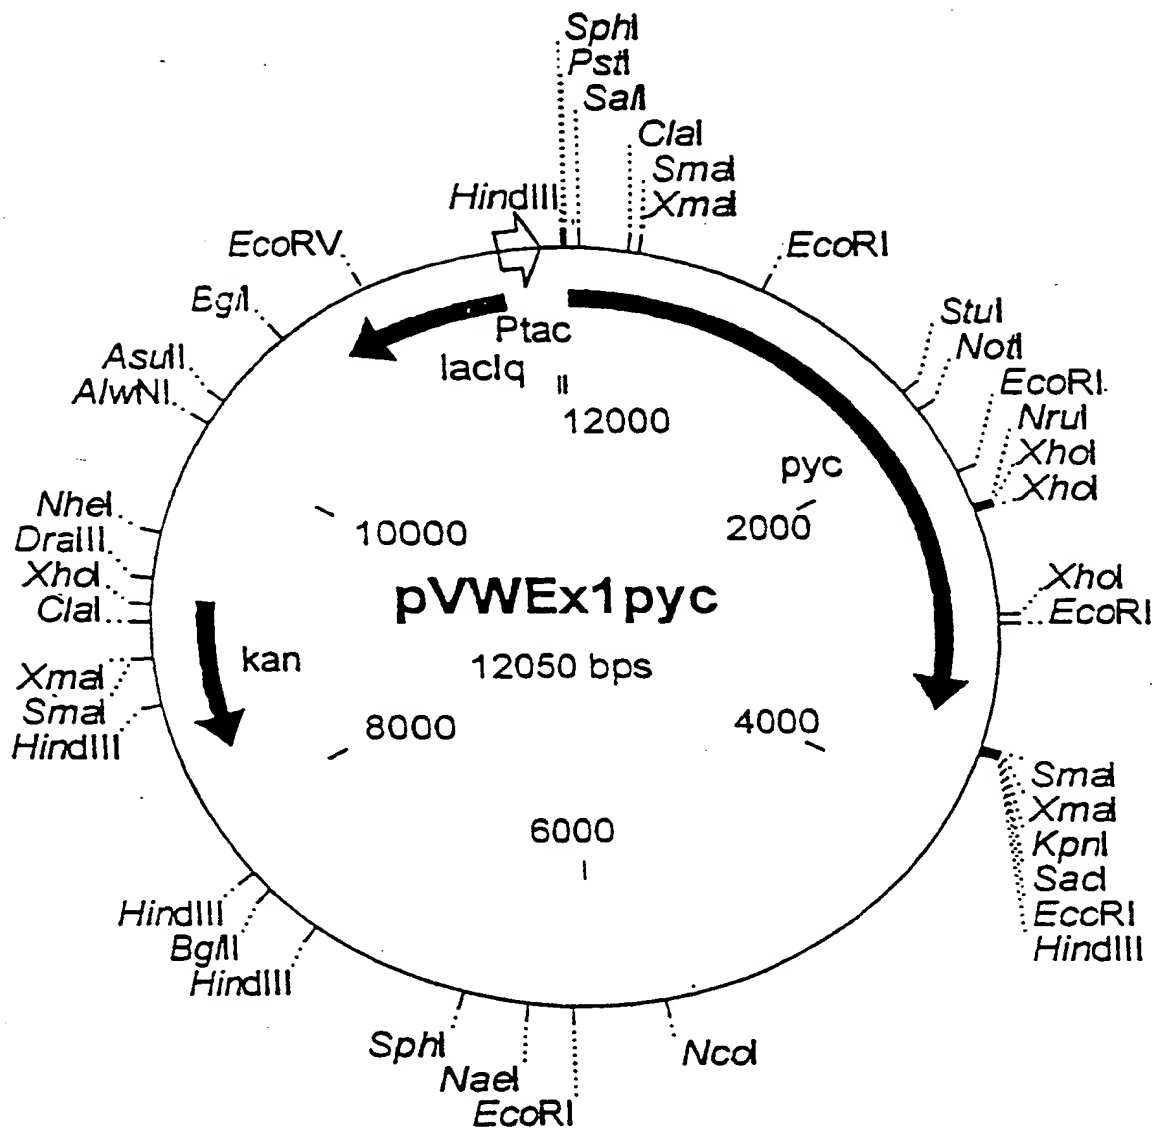 SphI
PstI
SalI
ClaI
SmaI
XmaI
HindIII
EcoRV
EcoRI
BglI
StuI
NotI
AsuII
AlwNI
EcoRI
NruI
XhoI
XhoI
Ptac
lacIq
12000
pyc
NheI
DraIII
XhoI
ClaI
10000
2000
pVWEx1pyc
12050 bps
XhoI
EcoRI
kan
XmaI
SmaI
HindIII
8000
4000
6000
SmaI
XmaI
KpnI
SacI
EccRI
HindIII
HindIII
BglII
HindIII
SphI
NaeI
EcoRI
NcoI